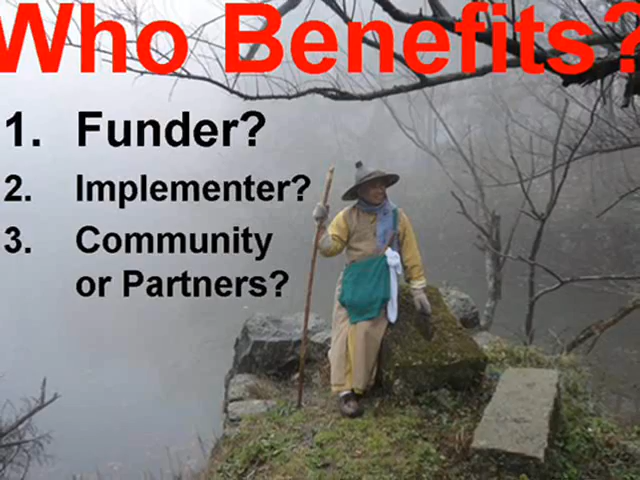 Who Benefits?
1. Funder?
2. Implementer?
3. Community
or Partners?